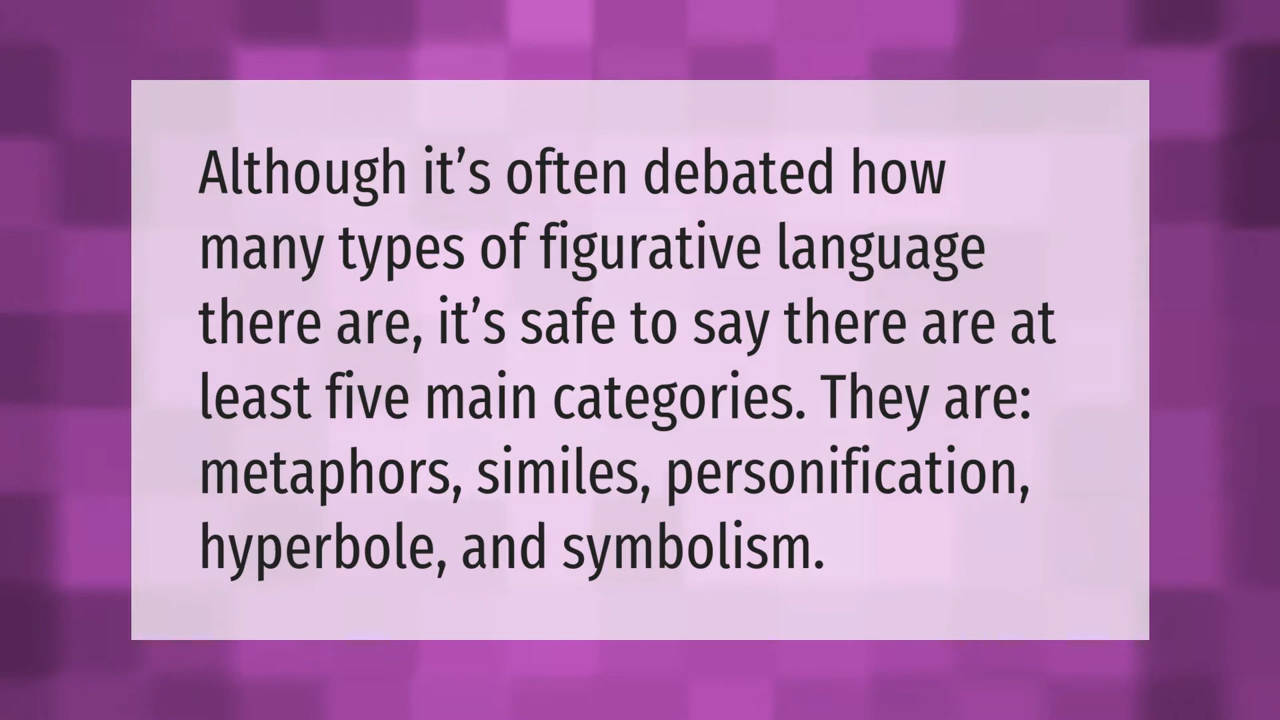 Although it’s often debated how
many types of figurative language
there are, it’s safe to say there are at
least five main categories. They are:
metaphors, similes, personification,
hyperbole, and symbolism.